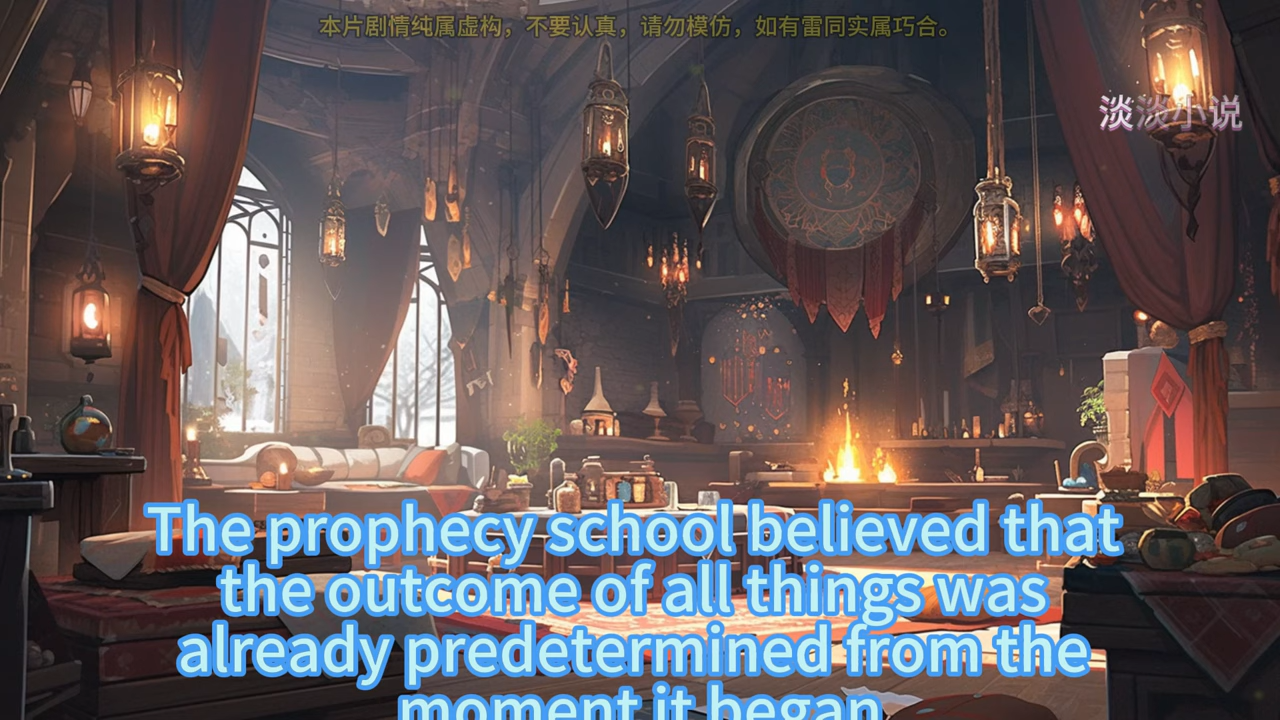 本片剧情纯属虚构，不要认真，请勿模仿，如有雷同实属巧合。
淡淡小说
The prophecy school believed that
the outcome of all things was
already predetermined from the
moment it began